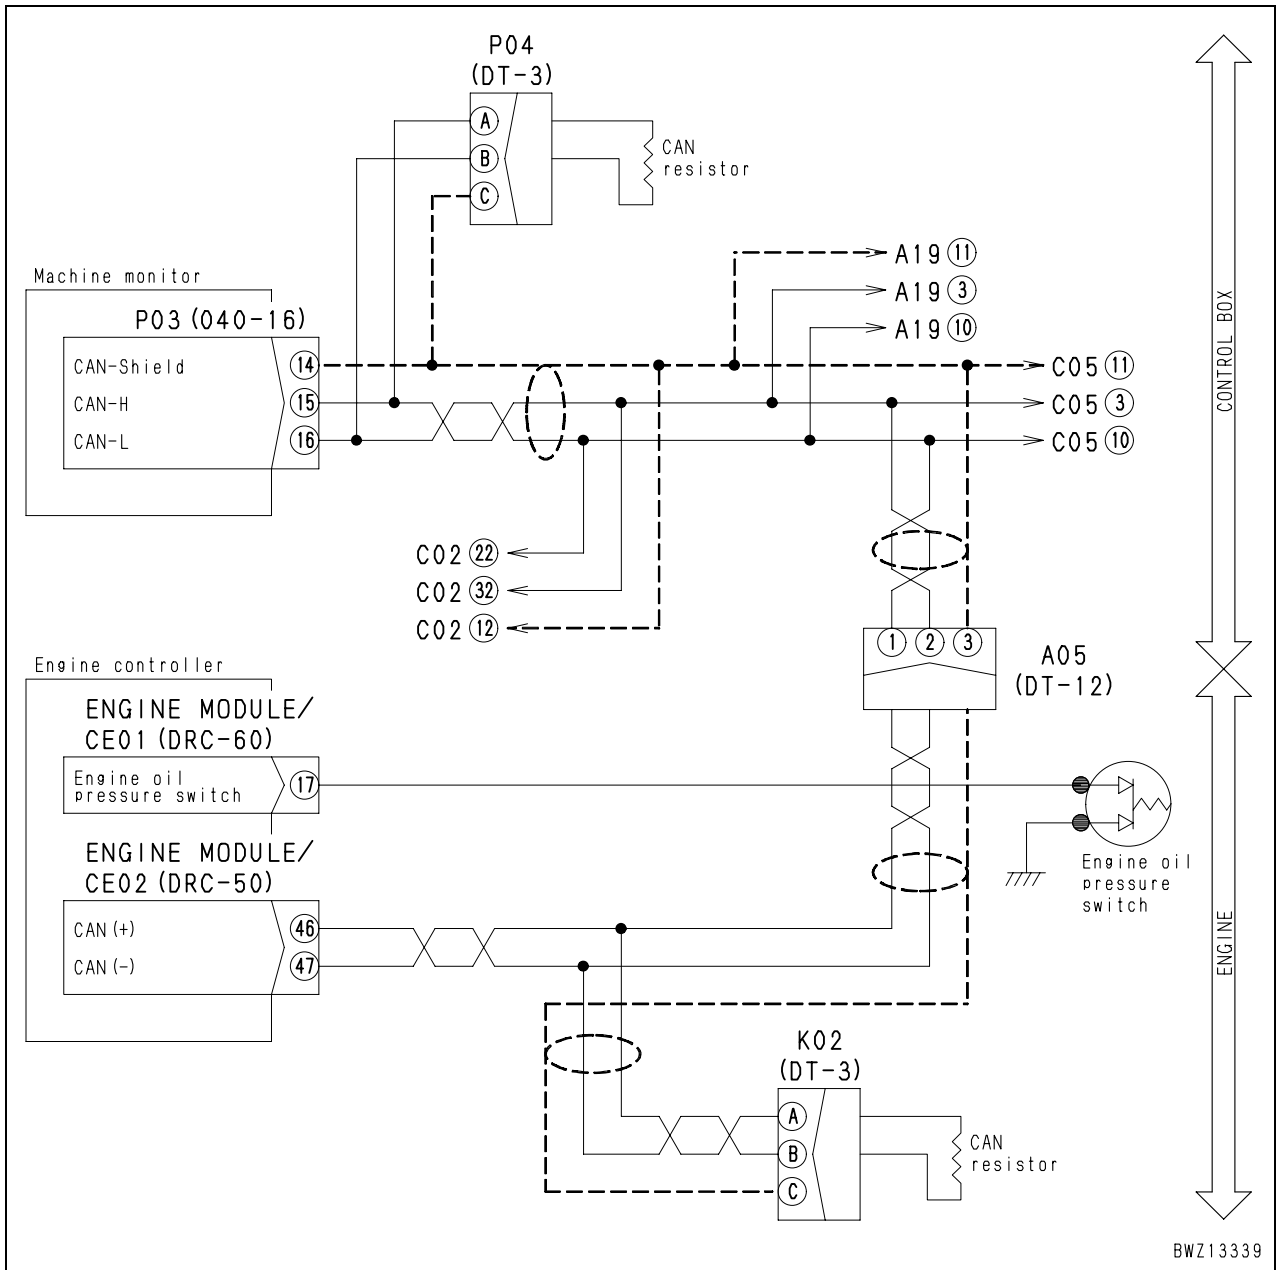 P04
(DT-3)
A
B
C
CAN
resistor
A19 11
A19 3
A19 10
Machine monitor
P03 (040-16)
CAN-Shield 14
CAN-H 15
CAN-L 16
C05 11
C05 3
C05 10
CONTROL BOX
C02 22
C02 32
C02 12
1 2 3
A05
(DT-12)
Engine controller
ENGINE MODULE/
CE01 (DRC-60)
Engine oil
pressure switch
17
Engine oil
pressure
switch
ENGINE MODULE/
CE02 (DRC-50)
CAN (+) 46
CAN (-) 47
ENGINE
K02
(DT-3)
A
B
C
CAN
resistor
BWZ13339